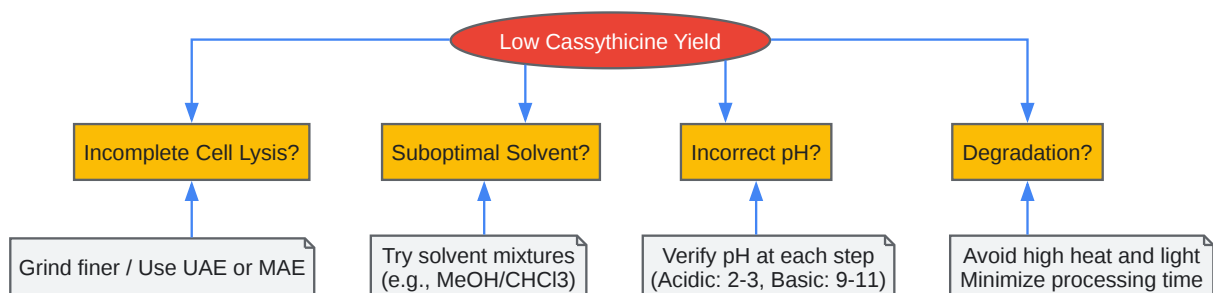 Low Cassythicine Yield
Incomplete Cell Lysis?
Suboptimal Solvent?
Incorrect pH?
Degradation?
Grind finer / Use UAE or MAE
Try solvent mixtures
(e.g., MeOH/CHCl3)
Verify pH at each step
(Acidic: 2-3, Basic: 9-11)
Avoid high heat and light
Minimize processing time